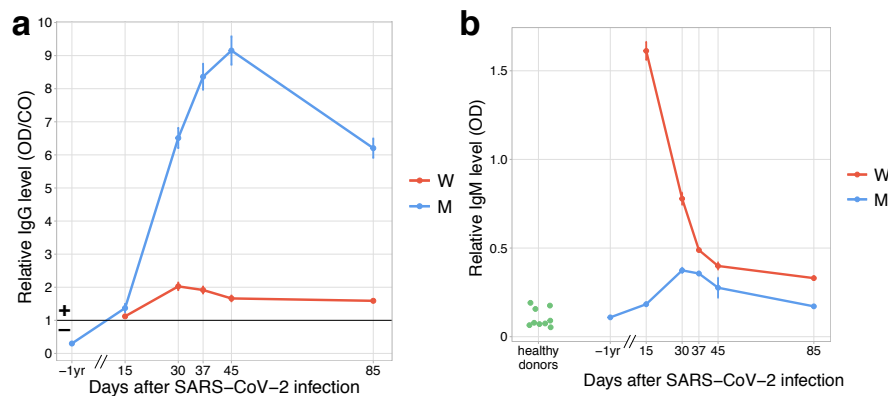 a
Relative IgG level (OD/CO)
10
9
8
7
6
5
4
3
2
1
0
+
−
−1yr // 15 30 37 45 85
Days after SARS−CoV−2 infection
W
M
b
Relative IgM level (OD)
1.5
1.0
0.5
0
healthy
donors
−1yr // 15 30 37 45 85
Days after SARS−CoV−2 infection
W
M